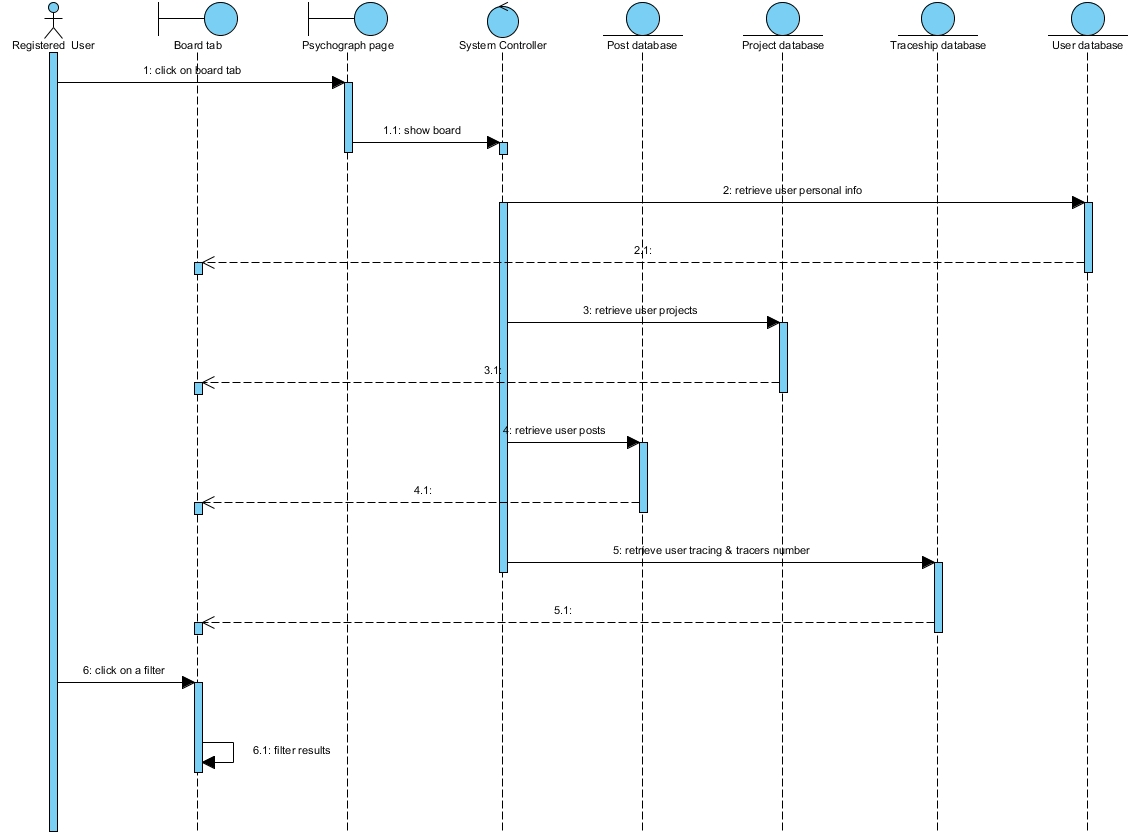 Registered User
Board tab
Psychograph page
System Controller
Post database
Project database
Traceship database
User database
1: click on board tab
1.1: show board
2: retrieve user personal info
2.1:
3: retrieve user projects
3.1:
4: retrieve user posts
4.1:
5: retrieve user tracing & tracers number
5.1:
6: click on a filter
6.1: filter results